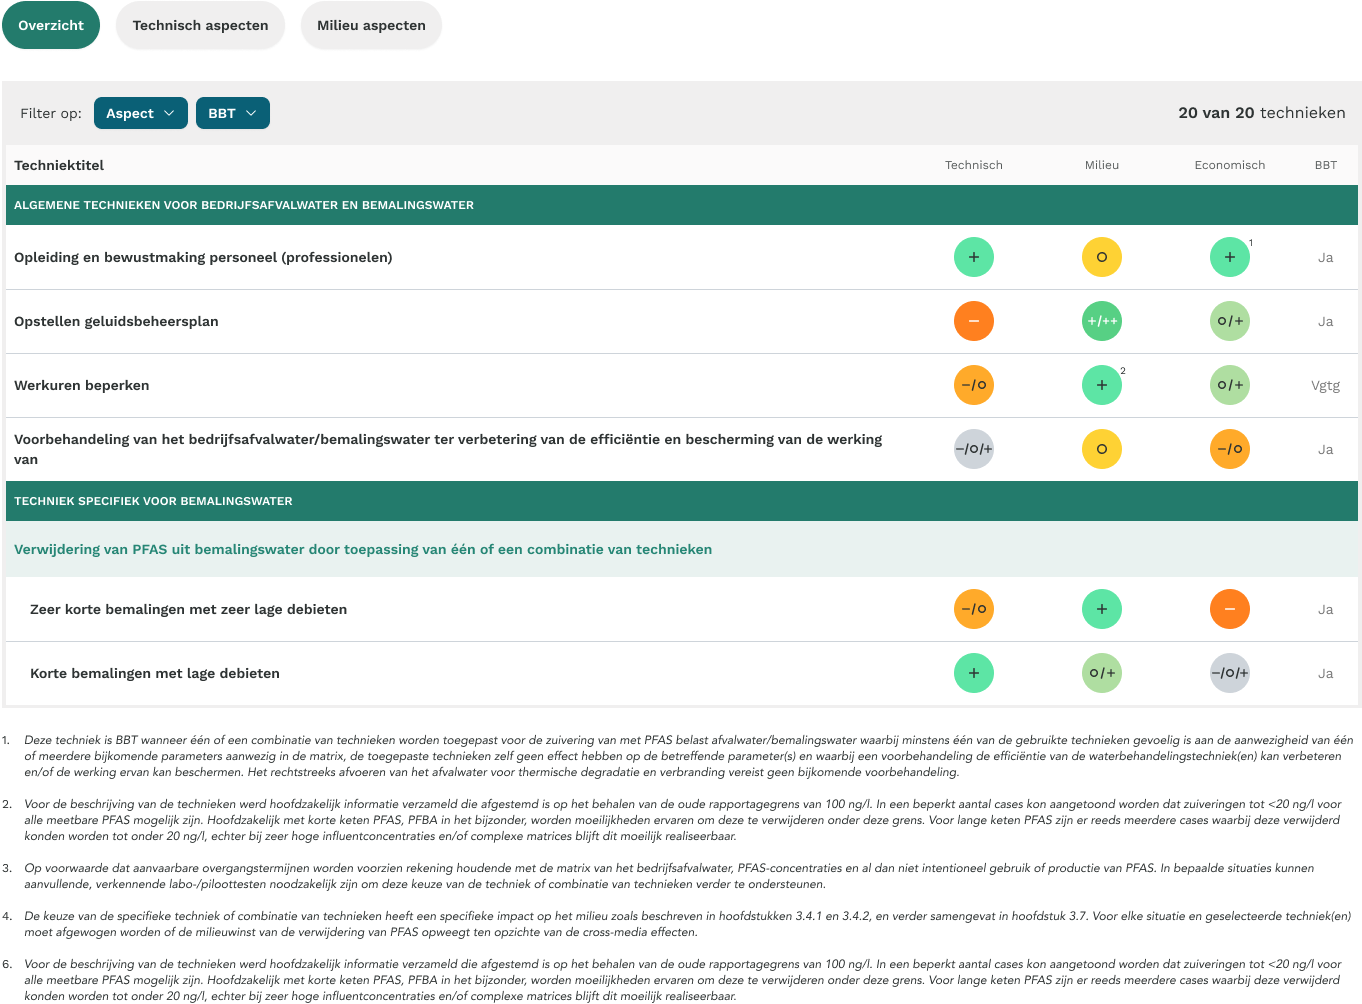 Overzicht Technisch aspecten Milieu aspecten
Filter op: Aspect BBT 20 van 20 technieken
Techniektitel Technisch Milieu Economisch BBT
ALGEMENE TECHNIEKEN VOOR BEDRIJFSAFVALWATER EN BEMALINGSWATER
Opleiding en bewustmaking personeel (professionelen) + O + 1 Ja
Opstellen geluidsbeheersplan − +/++ O/+ Ja
Werkuren beperken −/O + 2 O/+ Vgtg
Voorbehandeling van het bedrijfsafvalwater/bemalingswater ter verbetering van de efficiëntie en bescherming van de werking
van −/O/+ O −/O Ja
TECHNIEK SPECIFIEK VOOR BEMALINGSWATER
Verwijdering van PFAS uit bemalingswater door toepassing van één of een combinatie van technieken
Zeer korte bemalingen met zeer lage debieten −/O + − Ja
Korte bemalingen met lage debieten + O/+ −/O/+ Ja
1. Deze techniek is BBT wanneer één of een combinatie van technieken worden toegepast voor de zuivering van met PFAS belast afvalwater/bemalingswater waarbij minstens één van de gebruikte technieken gevoelig is aan de aanwezigheid van één
of meerdere bijkomende parameters aanwezig in de matrix, de toegepaste technieken zelf geen effect hebben op de betreffende parameter(s) en waarbij een voorbehandeling de efficiëntie van de waterbehandelingstechniek(en) kan verbeteren
en/of de werking ervan kan beschermen. Het rechtstreeks afvoeren van het afvalwater voor thermische degradatie en verbranding vereist geen bijkomende voorbehandeling.
2. Voor de beschrijving van de technieken werd hoofdzakelijk informatie verzameld die afgestemd is op het behalen van de oude rapportagegrens van 100 ng/l. In een beperkt aantal cases kon aangetoond worden dat zuiveringen tot <20 ng/l voor
alle meetbare PFAS mogelijk zijn. Hoofdzakelijk met korte keten PFAS, PFBA in het bijzonder, worden moeilijkheden ervaren om deze te verwijderen onder deze grens. Voor lange keten PFAS zijn er reeds meerdere cases waarbij deze verwijderd
konden worden tot onder 20 ng/l, echter bij zeer hoge influentconcentraties en/of complexe matrices blijft dit moeilijk realiseerbaar.
3. Op voorwaarde dat aanvaarbare overgangstermijnen worden voorzien rekening houdende met de matrix van het bedrijfsafvalwater, PFAS-concentraties en al dan niet intentioneel gebruik of productie van PFAS. In bepaalde situaties kunnen
aanvullende, verkennende labo-/piloottesten noodzakelijk zijn om deze keuze van de techniek of combinatie van technieken verder te ondersteunen.
4. De keuze van de specifieke techniek of combinatie van technieken heeft een specifieke impact op het milieu zoals beschreven in hoofdstukken 3.4.1 en 3.4.2, en verder samengevat in hoofdstuk 3.7. Voor elke situatie en geselecteerde techniek(en)
moet afgewogen worden of de milieuwinst van de verwijdering van PFAS opweegt ten opzichte van de cross-media effecten.
6. Voor de beschrijving van de technieken werd hoofdzakelijk informatie verzameld die afgestemd is op het behalen van de oude rapportagegrens van 100 ng/l. In een beperkt aantal cases kon aangetoond worden dat zuiveringen tot <20 ng/l voor
alle meetbare PFAS mogelijk zijn. Hoofdzakelijk met korte keten PFAS, PFBA in het bijzonder, worden moeilijkheden ervaren om deze te verwijderen onder deze grens. Voor lange keten PFAS zijn er reeds meerdere cases waarbij deze verwijderd
konden worden tot onder 20 ng/l, echter bij zeer hoge influentconcentraties en/of complexe matrices blijft dit moeilijk realiseerbaar.